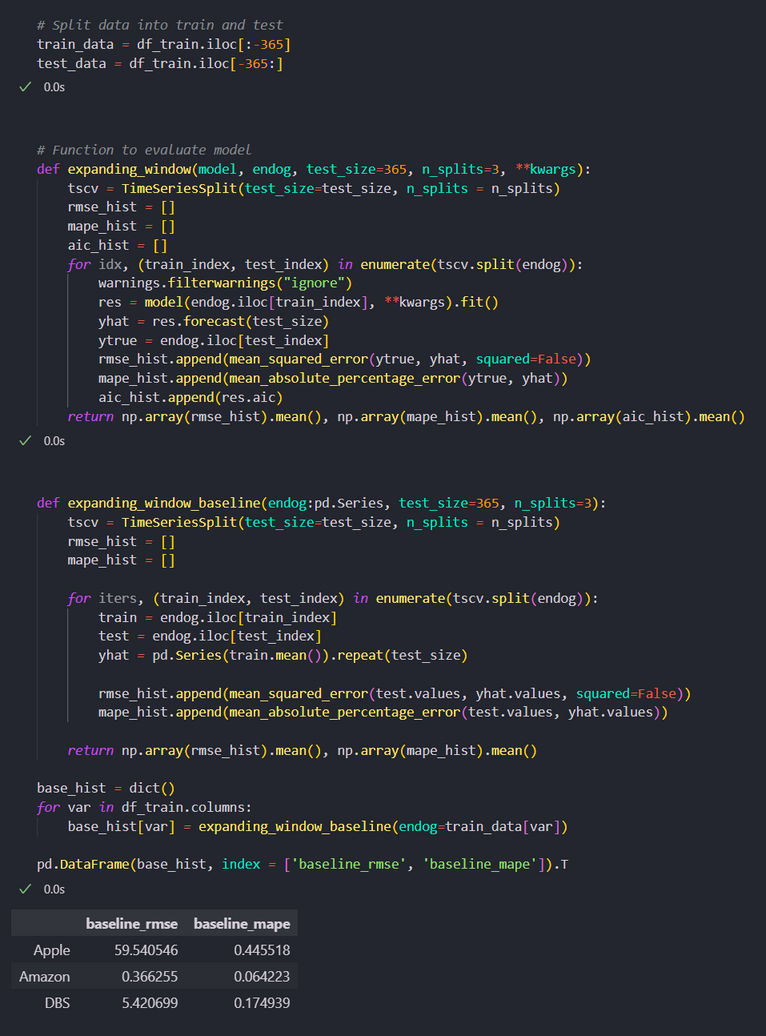 # Split data into train and test
train_data = df_train.iloc[:-365]
test_data = df_train.iloc[-365:]
✓ 0.0s
# Function to evaluate model
def expanding_window(model, endog, test_size=365, n_splits=3, **kwargs):
tscv = TimeSeriesSplit(test_size=test_size, n_splits = n_splits)
rmse_hist = []
mape_hist = []
aic_hist = []
for idx, (train_index, test_index) in enumerate(tscv.split(endog)):
warnings.filterwarnings("ignore")
res = model(endog.iloc[train_index], **kwargs).fit()
yhat = res.forecast(test_size)
ytrue = endog.iloc[test_index]
rmse_hist.append(mean_squared_error(ytrue, yhat, squared=False))
mape_hist.append(mean_absolute_percentage_error(ytrue, yhat))
aic_hist.append(res.aic)
return np.array(rmse_hist).mean(), np.array(mape_hist).mean(), np.array(aic_hist).mean()
✓ 0.0s
def expanding_window_baseline(endog:pd.Series, test_size=365, n_splits=3):
tscv = TimeSeriesSplit(test_size=test_size, n_splits = n_splits)
rmse_hist = []
mape_hist = []
for iters, (train_index, test_index) in enumerate(tscv.split(endog)):
train = endog.iloc[train_index]
test = endog.iloc[test_index]
yhat = pd.Series(train.mean()).repeat(test_size)
rmse_hist.append(mean_squared_error(test.values, yhat.values, squared=False))
mape_hist.append(mean_absolute_percentage_error(test.values, yhat.values))
return np.array(rmse_hist).mean(), np.array(mape_hist).mean()
base_hist = dict()
for var in df_train.columns:
base_hist[var] = expanding_window_baseline(endog=train_data[var])
pd.DataFrame(base_hist, index = ['baseline_rmse', 'baseline_mape']).T
✓ 0.0s
baseline_rmse baseline_mape
Apple 59.540546 0.445518
Amazon 0.366255 0.064223
DBS 5.420699 0.174939